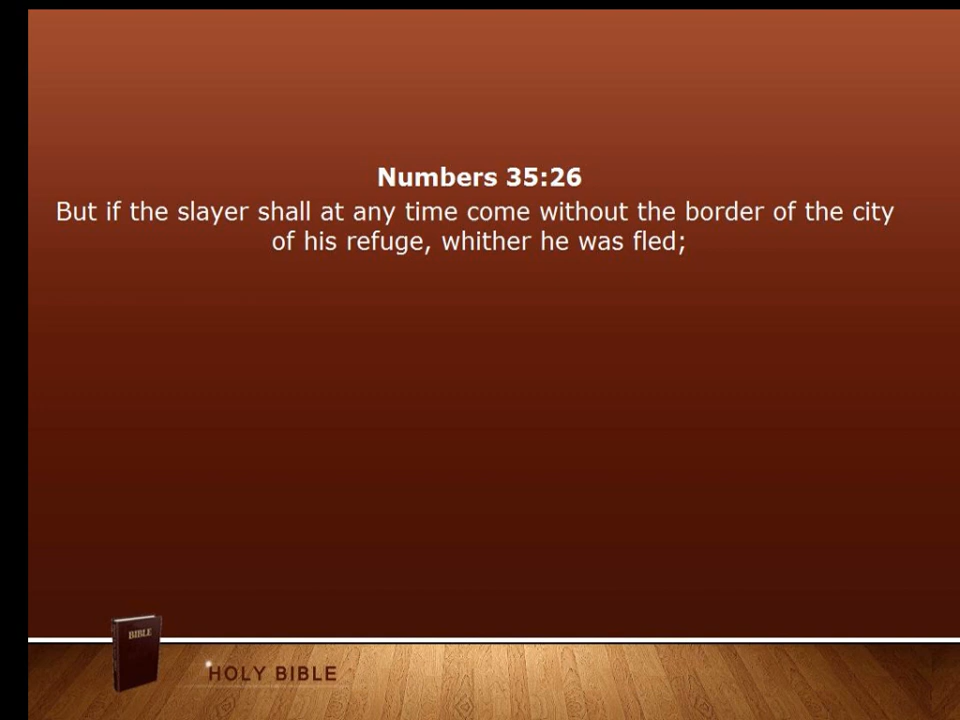 Numbers 35:26
But if the slayer shall at any time come without the border of the city
of his refuge, whither he was fled;
BIBLE
HOLY BIBLE